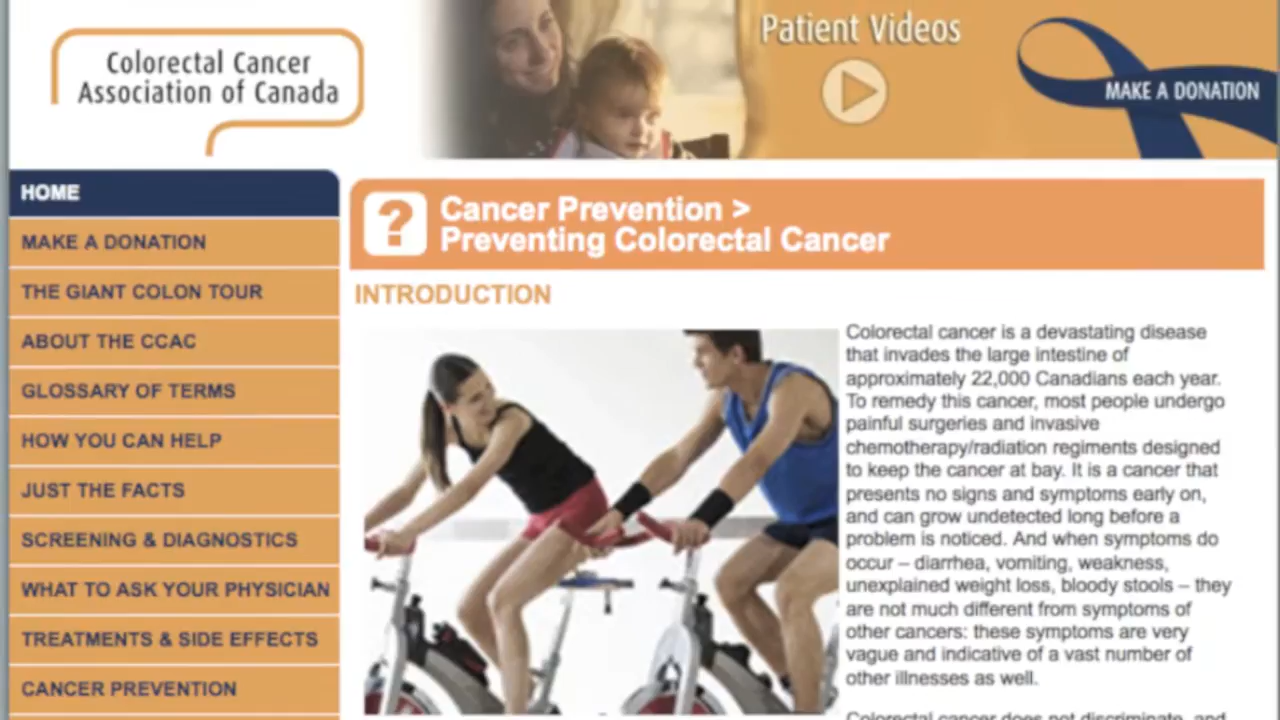 Colorectal Cancer
Association of Canada
Patient Videos
MAKE A DONATION
HOME
MAKE A DONATION
THE GIANT COLON TOUR
ABOUT THE CCAC
GLOSSARY OF TERMS
HOW YOU CAN HELP
JUST THE FACTS
SCREENING & DIAGNOSTICS
WHAT TO ASK YOUR PHYSICIAN
TREATMENTS & SIDE EFFECTS
CANCER PREVENTION
?
Cancer Prevention >
Preventing Colorectal Cancer
INTRODUCTION
Colorectal cancer is a devastating disease
that invades the large intestine of
approximately 22,000 Canadians each year.
To remedy this cancer, most people undergo
painful surgeries and invasive
chemotherapy/radiation regiments designed
to keep the cancer at bay. It is a cancer that
presents no signs and symptoms early on,
and can grow undetected long before a
problem is noticed. And when symptoms do
occur – diarrhea, vomiting, weakness,
unexplained weight loss, bloody stools – they
are not much different from symptoms of
other cancers: these symptoms are very
vague and indicative of a vast number of
other illnesses as well.
Colorectal cancer does not discriminate, and